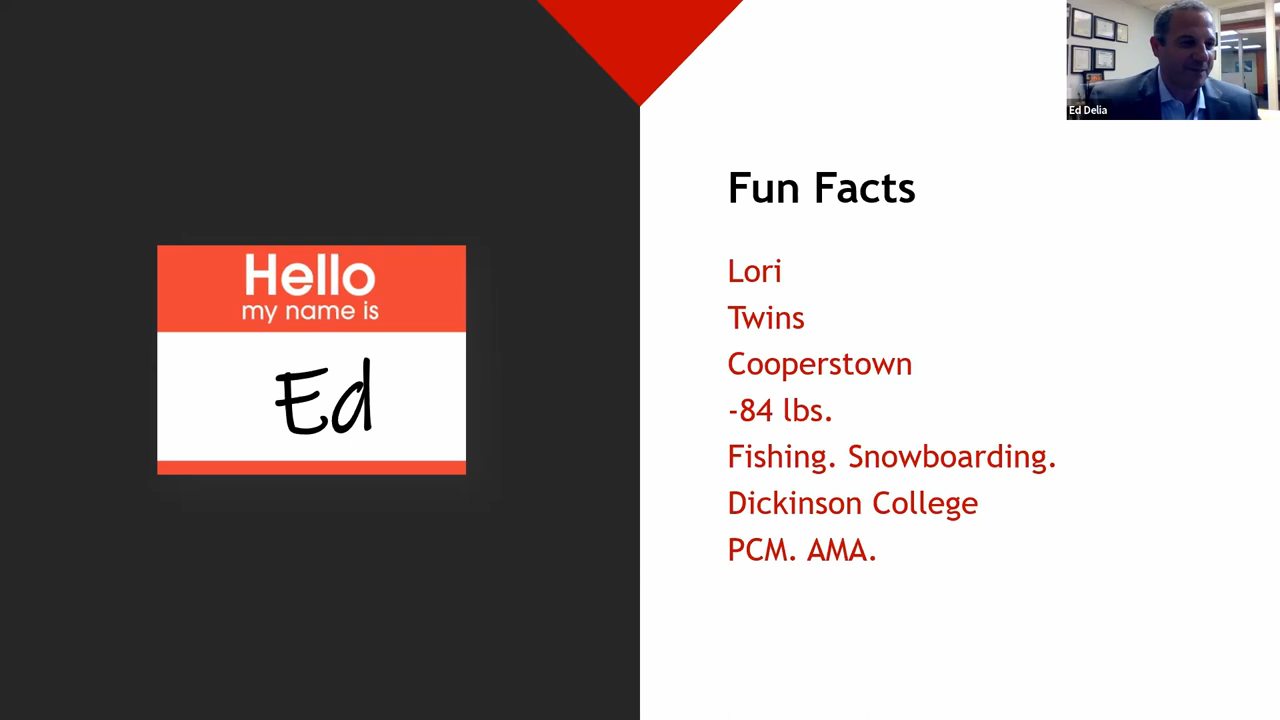 Ed Delia
Hello
my name is
Ed
Fun Facts
Lori
Twins
Cooperstown
-84 lbs.
Fishing. Snowboarding.
Dickinson College
PCM. AMA.